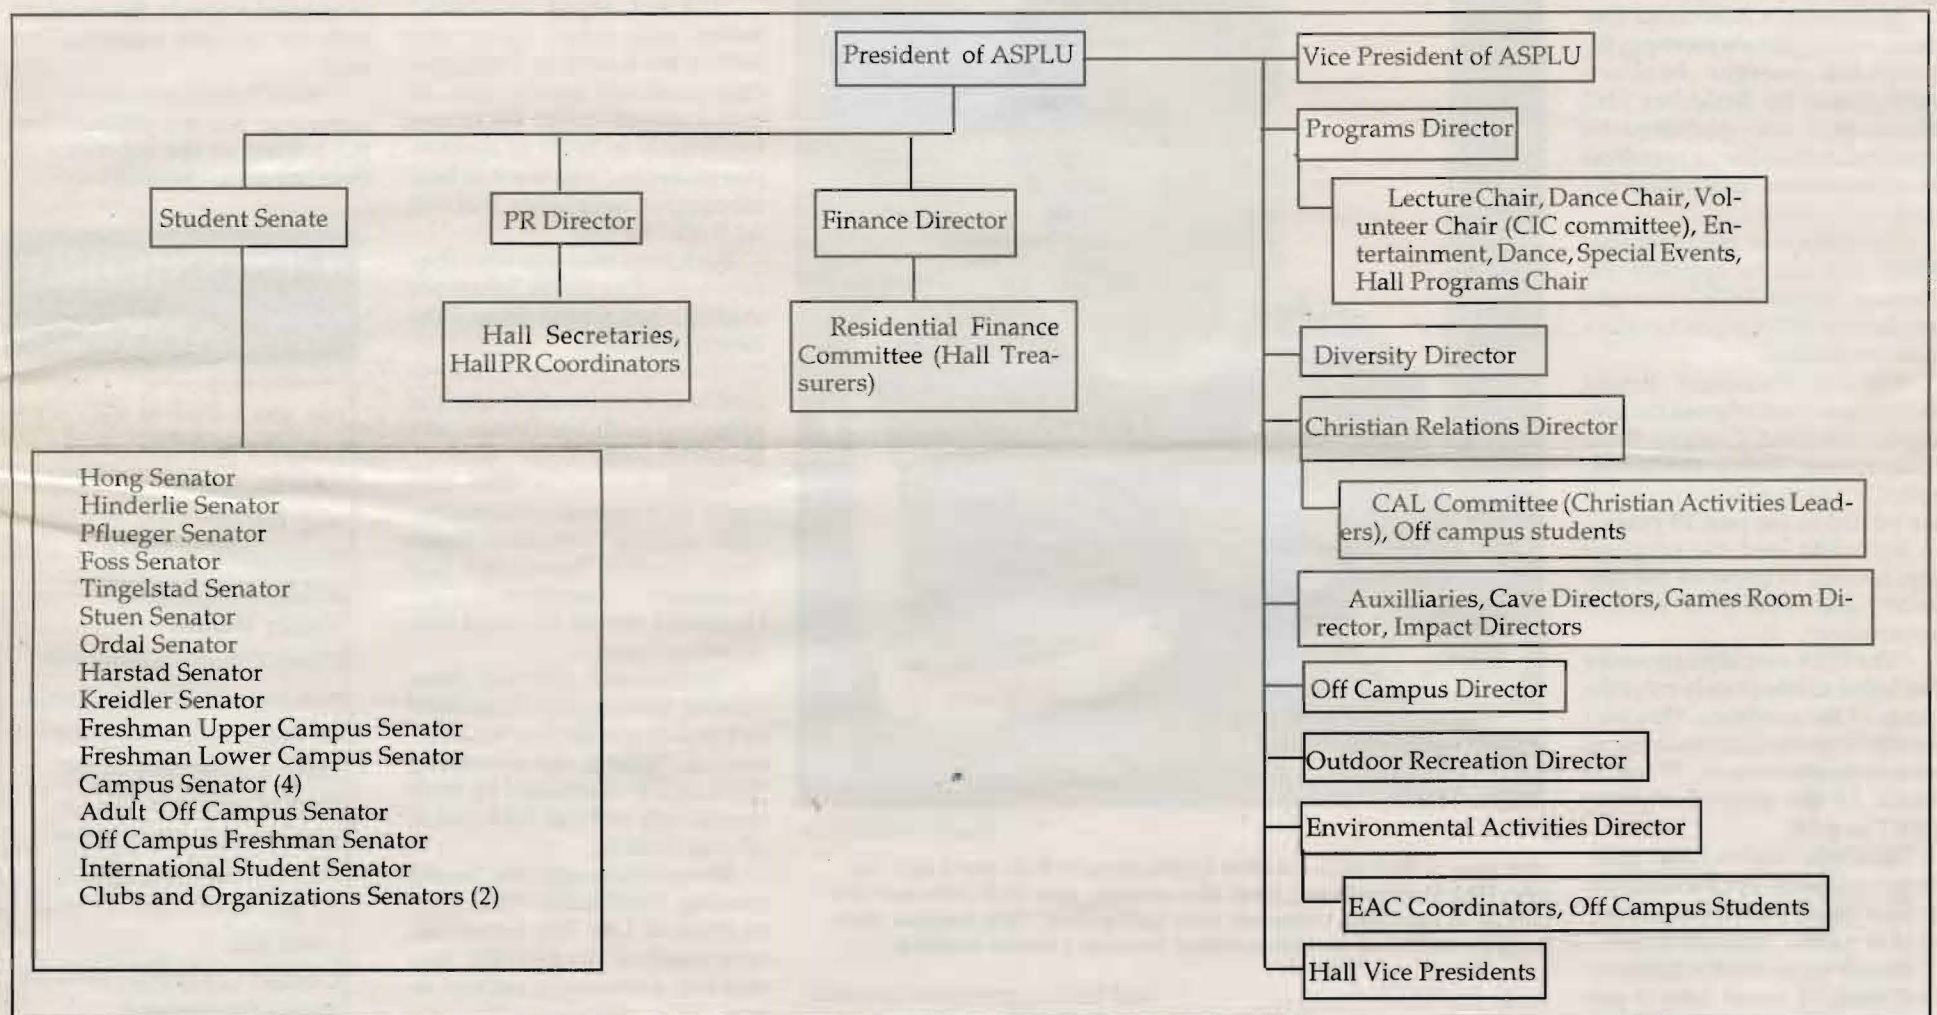 President of ASPLU
Vice President of ASPLU
Programs Director
Lecture Chair, Dance Chair, Vol-
unteer Chair (CIC committee), En-
tertainment, Dance, Special Events,
Hall Programs Chair
Student Senate
PR Director
Finance Director
Hall Secretaries,
Hall PR Coordinators
Residential Finance
Committee (Hall Trea-
surers)
Diversity Director
Christian Relations Director
CAL Committee (Christian Activities Lead-
ers), Off campus students
Auxilliaries, Cave Directors, Games Room Di-
rector, Impact Directors
Off Campus Director
Outdoor Recreation Director
Environmental Activities Director
EAC Coordinators, Off Campus Students
Hall Vice Presidents
Hong Senator
Hinderlie Senator
Pflueger Senator
Foss Senator
Tingelstad Senator
Stuen Senator
Ordal Senator
Harstad Senator
Kreidler Senator
Freshman Upper Campus Senator
Freshman Lower Campus Senator
Campus Senator (4)
Adult Off Campus Senator
Off Campus Freshman Senator
International Student Senator
Clubs and Organizations Senators (2)